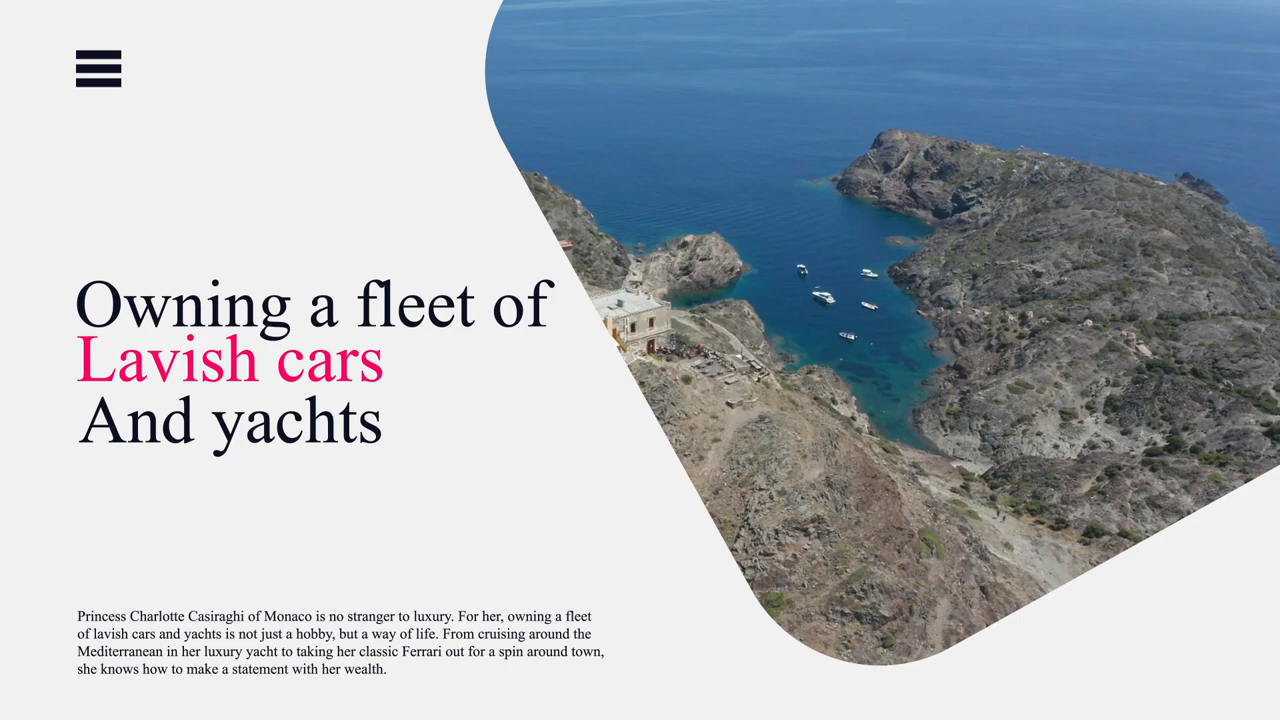 Owning a fleet of
Lavish cars
And yachts
Princess Charlotte Casiraghi of Monaco is no stranger to luxury. For her, owning a fleet
of lavish cars and yachts is not just a hobby, but a way of life. From cruising around the
Mediterranean in her luxury yacht to taking her classic Ferrari out for a spin around town,
she knows how to make a statement with her wealth.